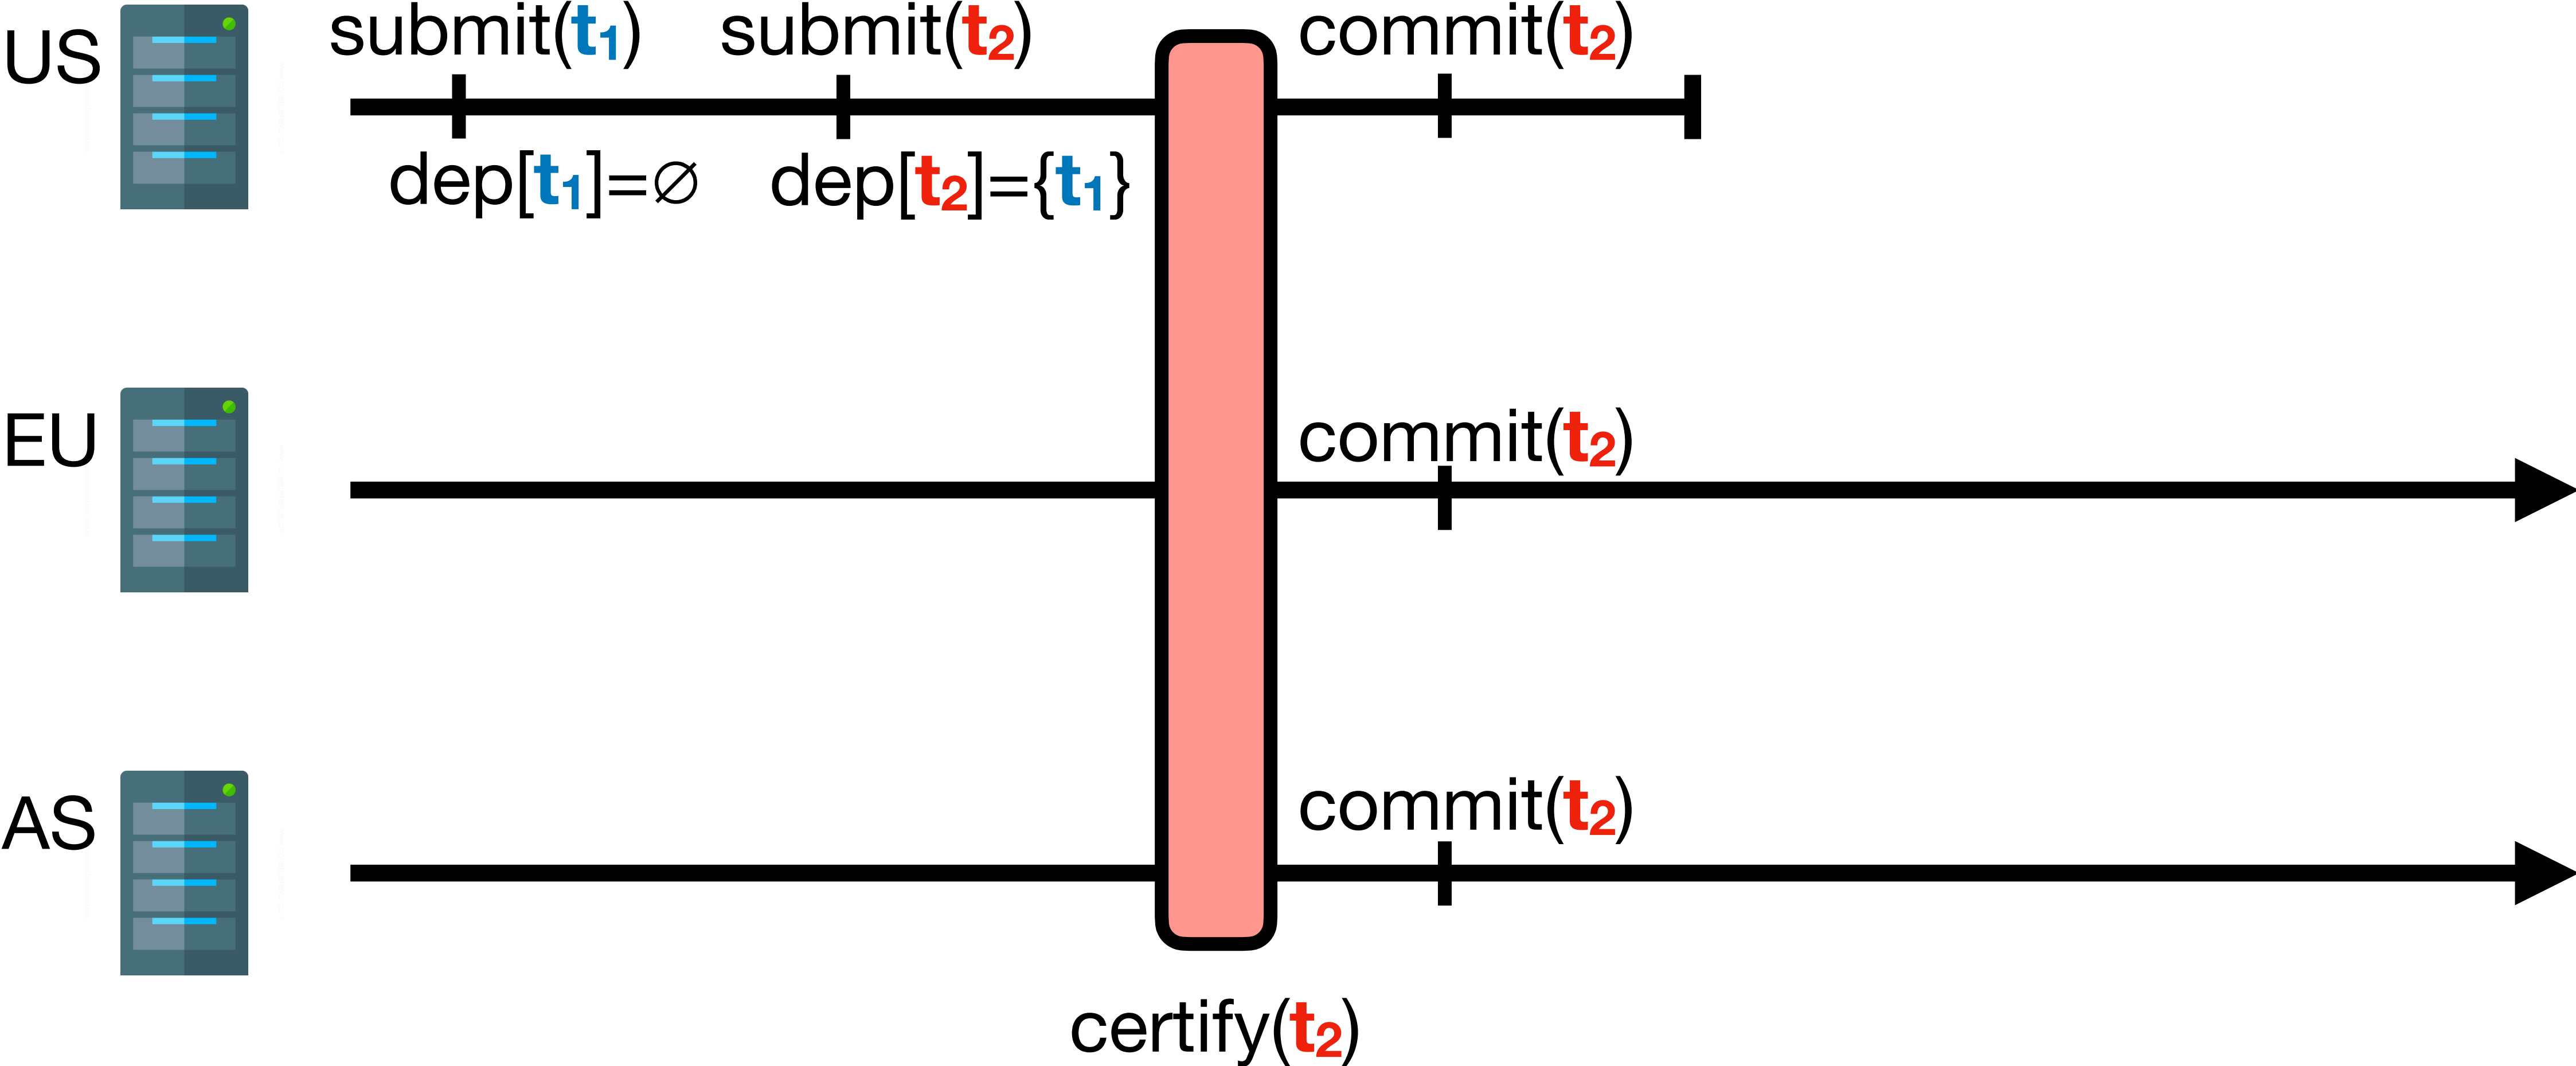 US
submit(t₁)
submit(t₂)
commit(t₂)
dep[t₁]=∅
dep[t₂]={t₁}
EU
commit(t₂)
AS
commit(t₂)
certify(t₂)